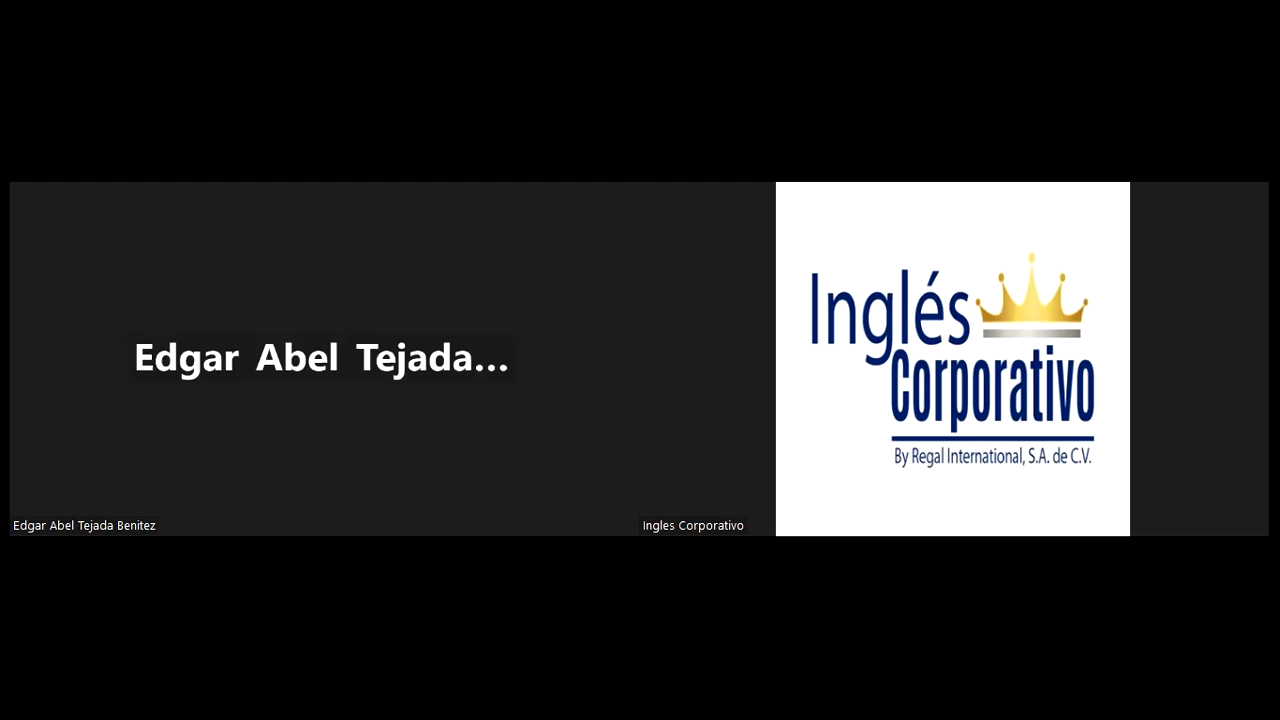 Edgar Abel Tejada...
Edgar Abel Tejada Benitez
Inglés
Corporativo
By Regal International, S.A. de C.V.
Ingles Corporativo